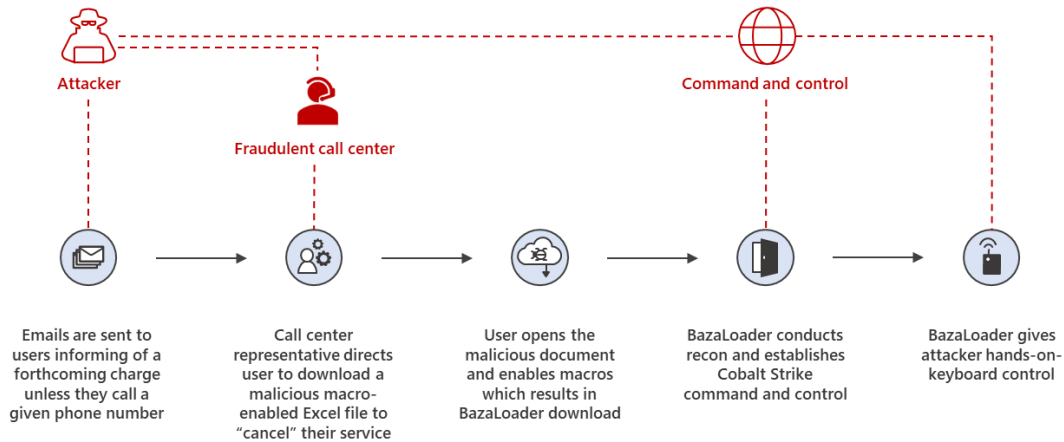 Attacker
Command and control
Fraudulent call center
Emails are sent to
users informing of a
forthcoming charge
unless they call a
given phone number
Call center
representative directs
user to download a
malicious macro-
enabled Excel file to
“cancel” their service
User opens the
malicious document
and enables macros
which results in
BazaLoader download
BazaLoader conducts
recon and establishes
Cobalt Strike
command and control
BazaLoader gives
attacker hands-on-
keyboard control